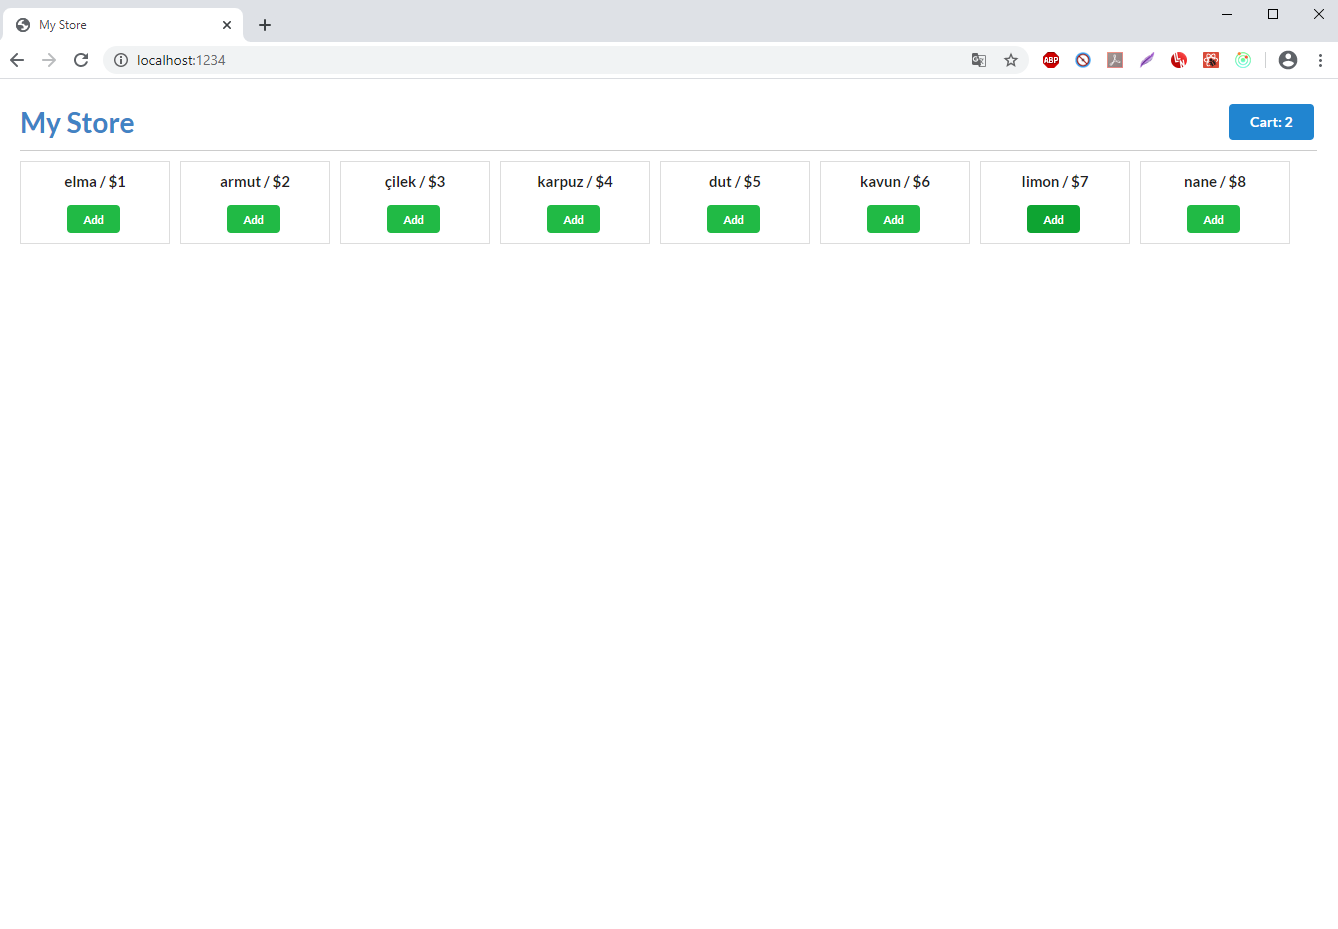 My Store
localhost:1234
ABP
My Store
Cart: 2
elma / $1
armut / $2
çilek / $3
karpuz / $4
dut / $5
kavun / $6
limon / $7
nane / $8
Add
Add
Add
Add
Add
Add
Add
Add